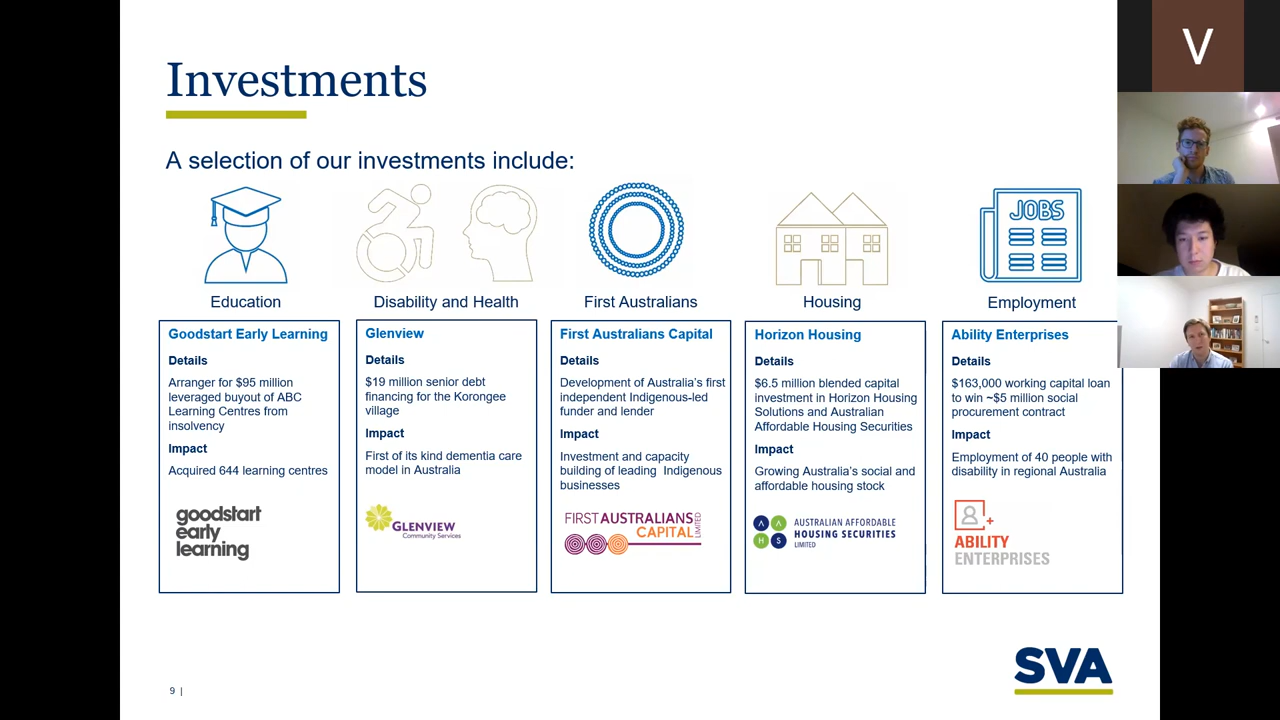 Investments
A selection of our investments include:
JOBS
Education
Disability and Health
First Australians
Housing
Employment
Goodstart Early Learning
Details
Arranger for $95 million
leveraged buyout of ABC
Learning Centres from
insolvency
Impact
Acquired 644 learning centres
goodstart
early
learning
Glenview
Details
$19 million senior debt
financing for the Korongee
village
Impact
First of its kind dementia care
model in Australia
GLENVIEW
Community Services
First Australians Capital
Details
Development of Australia's first
independent Indigenous-led
funder and lender
Impact
Investment and capacity
building of leading Indigenous
businesses
FIRST AUSTRALIANS
CAPITAL
LIMITED
Horizon Housing
Details
$6.5 million blended capital
investment in Horizon Housing
Solutions and Australian
Affordable Housing Securities
Impact
Growing Australia's social and
affordable housing stock
A A
H S
AUSTRALIAN AFFORDABLE
HOUSING SECURITIES
LIMITED
Ability Enterprises
Details
$163,000 working capital loan
to win ~$5 million social
procurement contract
Impact
Employment of 40 people with
disability in regional Australia
ABILITY
ENTERPRISES
SVA
9 |
V